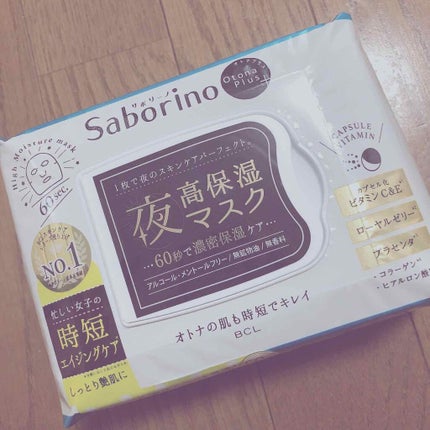 サボリーノ
Saborino
Otona
Plus
High Moisture mask
60sec.
CAPSULE
VITAMIN
1枚で夜のスキンケアパーフェクト。
夜 高保湿
マスク
…60秒で濃密保湿ケア…
アルコール・メントールフリー/無鉱物油/無香料
カプセル化
ビタミンC&E
ローヤルゼリー
プラセンタ
・コラーゲン
・ヒアルロン酸
No.1
忙しい女子の
時短
エイジングケア
しっとり艶肌に
オトナの肌も時短でキレイ
BCL